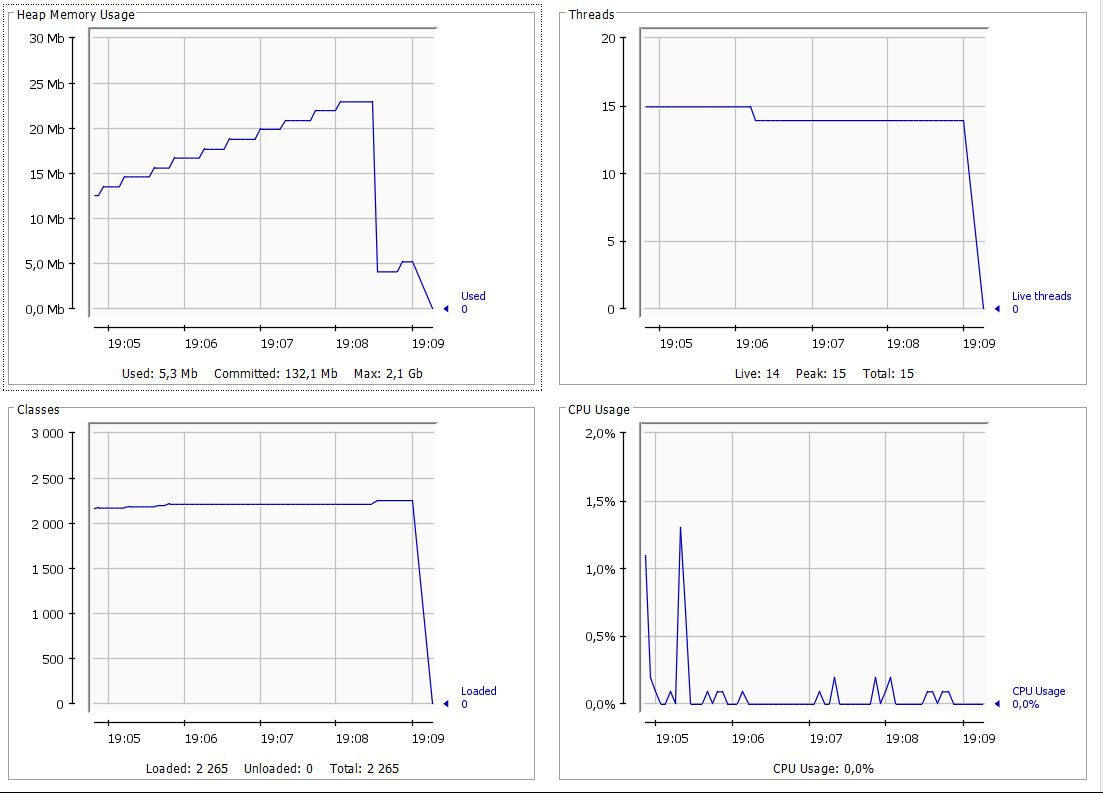 Heap Memory Usage
30 Mb
25 Mb
20 Mb
15 Mb
10 Mb
5,0 Mb
0,0 Mb
Used
0
19:05 19:06 19:07 19:08 19:09
Used: 5,3 Mb Committed: 132,1 Mb Max: 2,1 Gb
Threads
20
15
10
5
0
Live threads
0
19:05 19:06 19:07 19:08 19:09
Live: 14 Peak: 15 Total: 15
Classes
3 000
2 500
2 000
1 500
1 000
500
0
Loaded
0
19:05 19:06 19:07 19:08 19:09
Loaded: 2 265 Unloaded: 0 Total: 2 265
CPU Usage
2,0%
1,5%
1,0%
0,5%
0,0%
CPU Usage
0,0%
19:05 19:06 19:07 19:08 19:09
CPU Usage: 0,0%